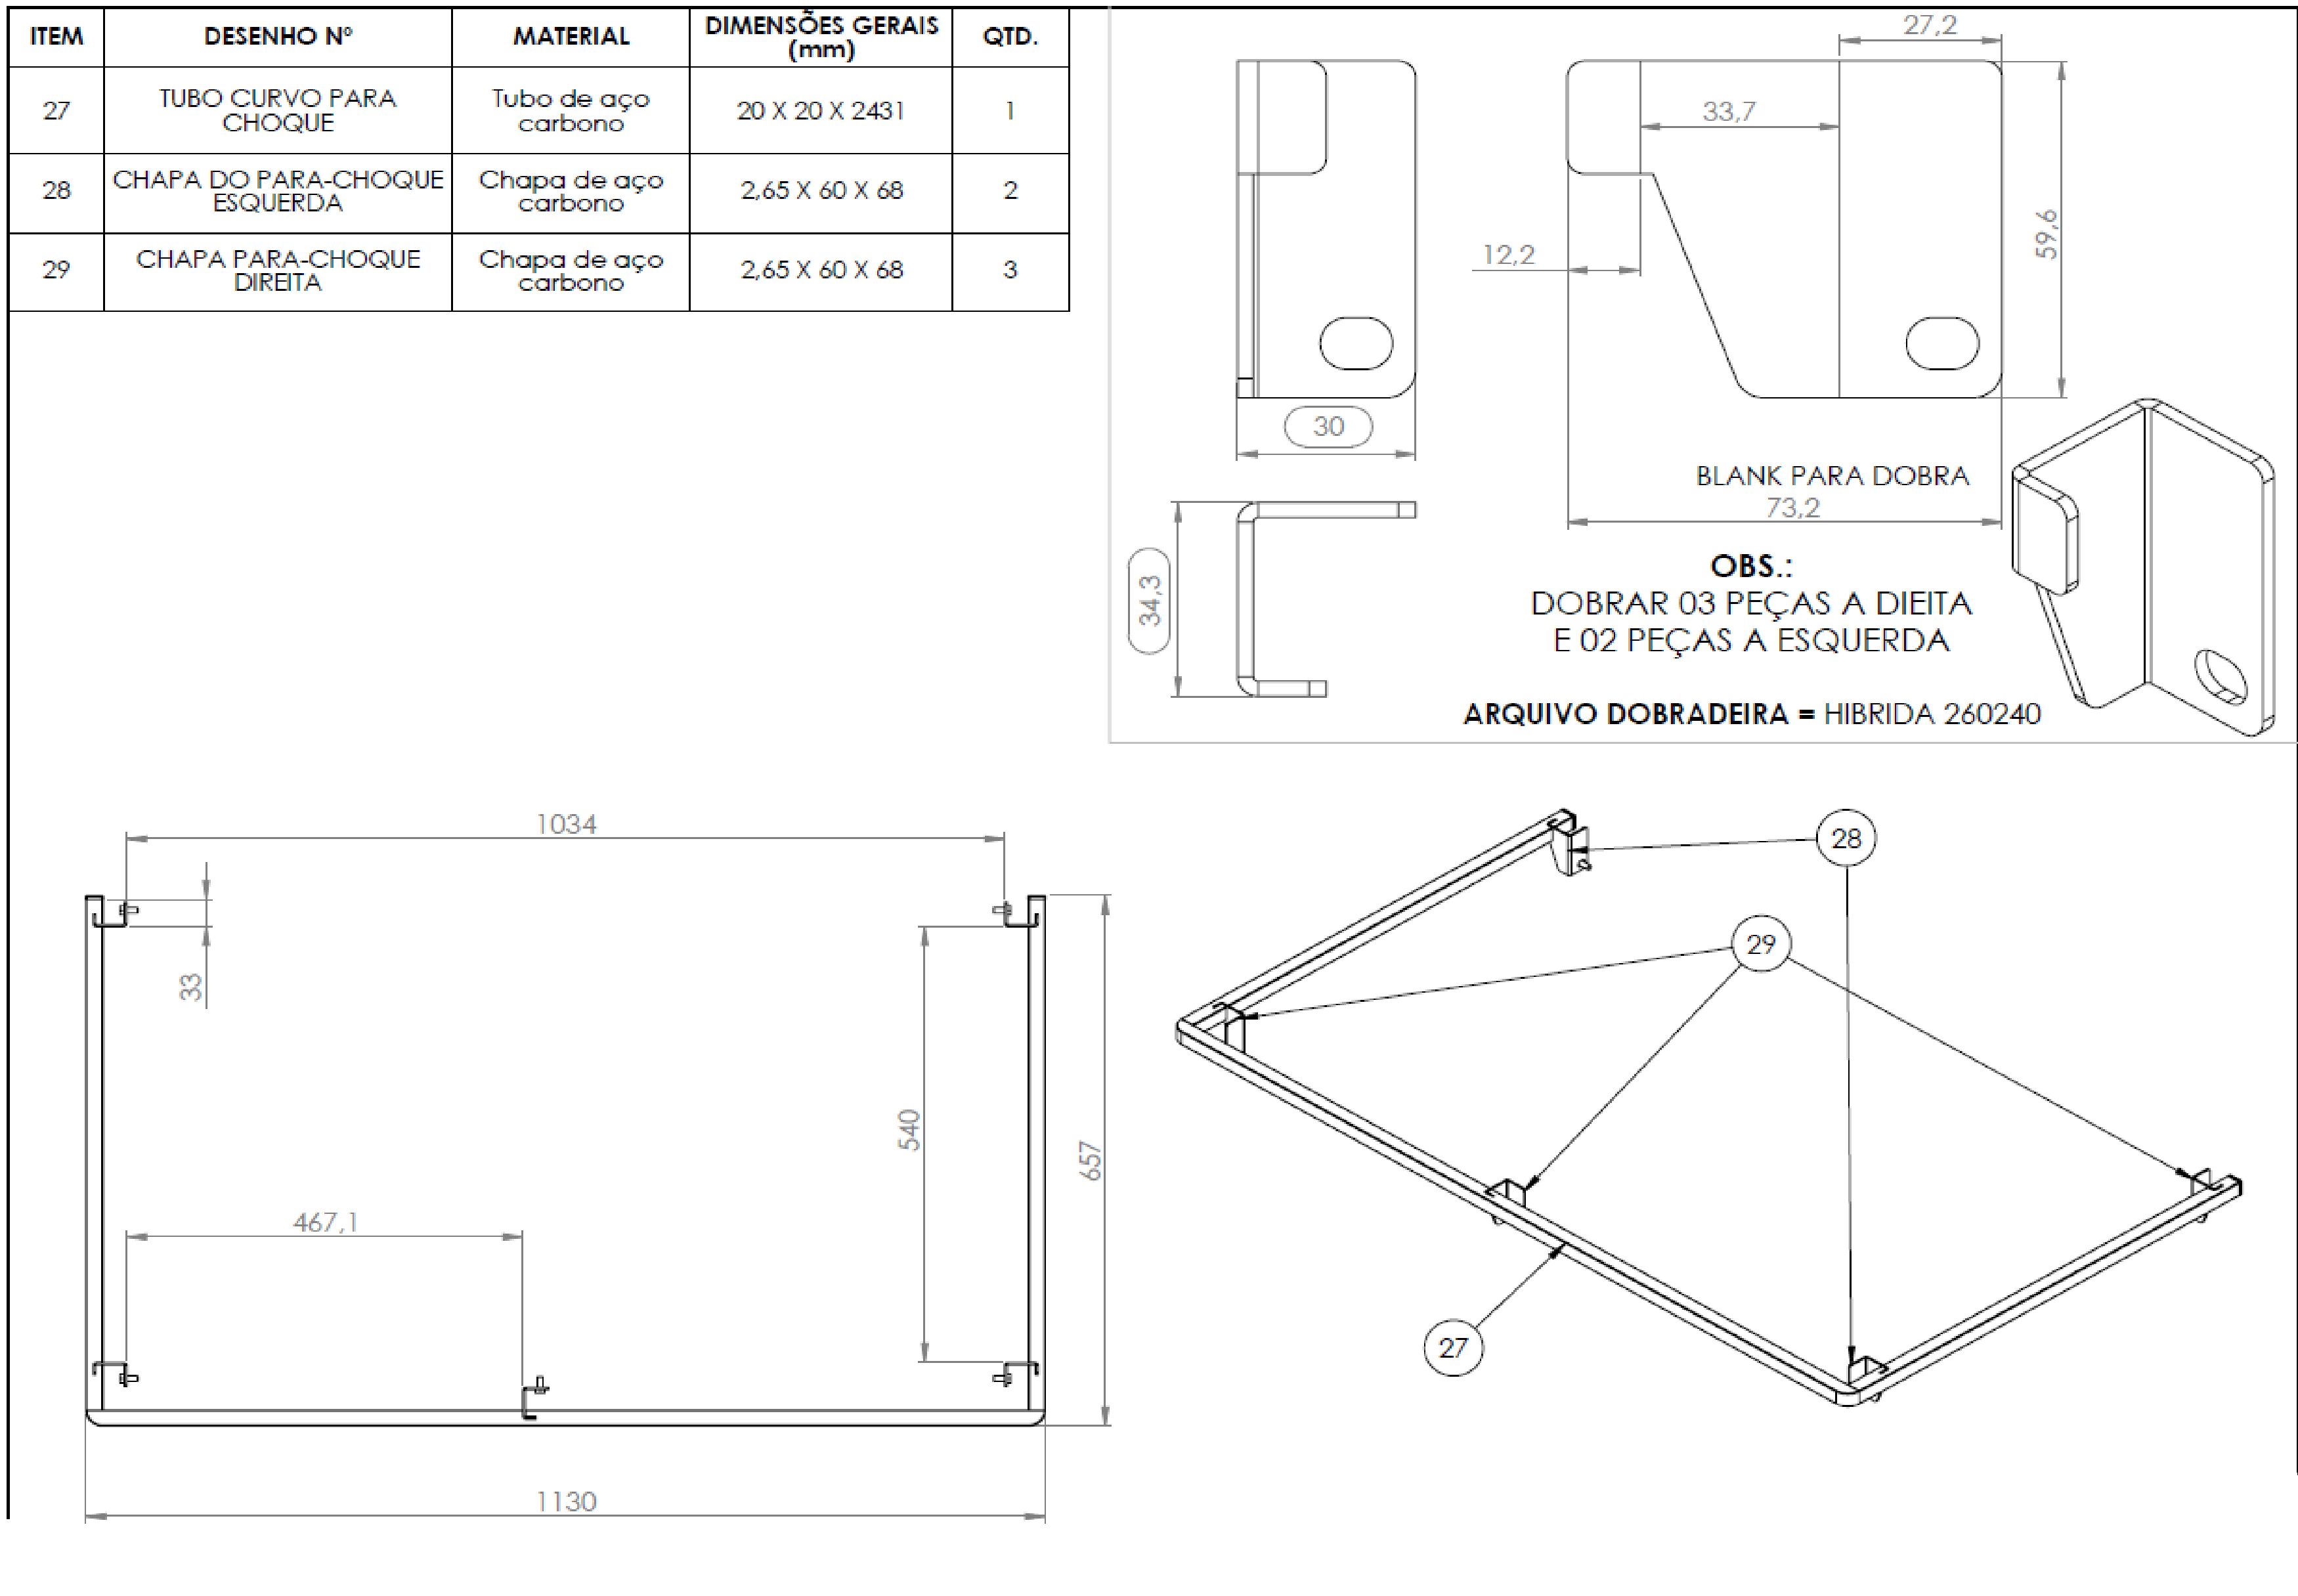 ITEM DESENHO Nº MATERIAL DIMENSÕES GERAIS (mm) QTD.
27 TUBO CURVO PARA CHOQUE Tubo de aço carbono 20 X 20 X 2431 1
28 CHAPA DO PARA-CHOQUE ESQUERDA Chapa de aço carbono 2,65 X 60 X 68 2
29 CHAPA PARA-CHOQUE DIREITA Chapa de aço carbono 2,65 X 60 X 68 3
27,2
33,7
12,2
59,6
30
BLANK PARA DOBRA
73,2
34,3
OBS.:
DOBRAR 03 PEÇAS A DIEITA
E 02 PEÇAS A ESQUERDA
ARQUIVO DOBRADEIRA = HIBRIDA 260240
1034
33
540
657
467,1
1130
28
29
27